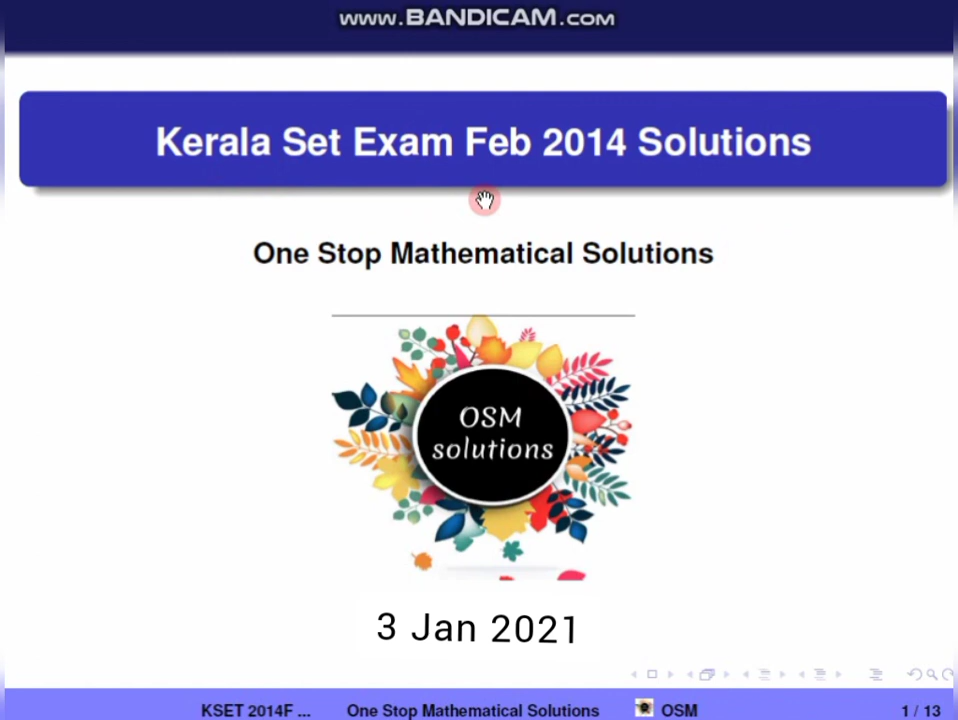 www.BANDICAM.com
Kerala Set Exam Feb 2014 Solutions
One Stop Mathematical Solutions
OSM
solutions
3 Jan 2021
KSET 2014F ... One Stop Mathematical Solutions OSM 1 / 13